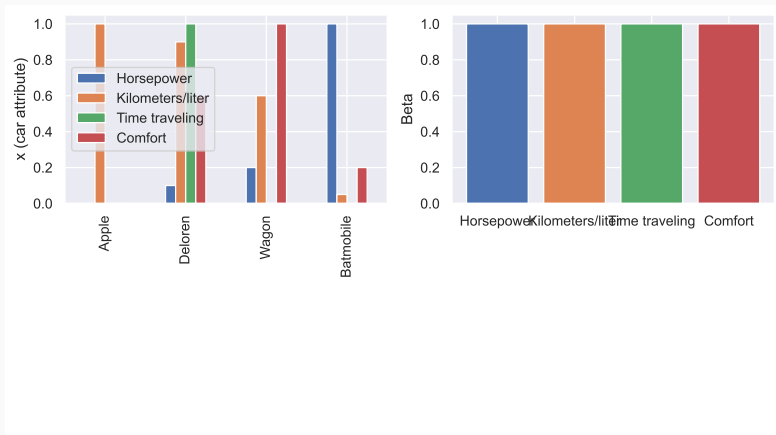 x (car attribute)
1.0
0.8
0.6
0.4
0.2
0.0
Horsepower
Kilometers/liter
Time traveling
Comfort
Apple
Deloren
Wagon
Batmobile
Beta
1.0
0.8
0.6
0.4
0.2
0.0
Horsepower Kilometers/liter Time traveling Comfort